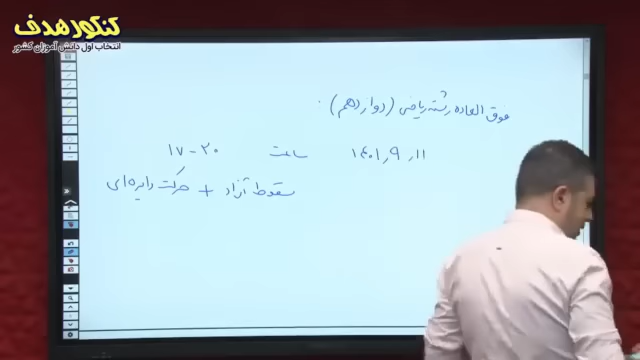 کنکور هدف
انتخاب اول دانش آموزان کشور
فوق العاده رشته ریاضی (دوازدهم)
۱۴۰۱٫۹٫۱۱ ساعت ۱۷-۲۰
سقوط آزاد + حرکت دایره‌ای